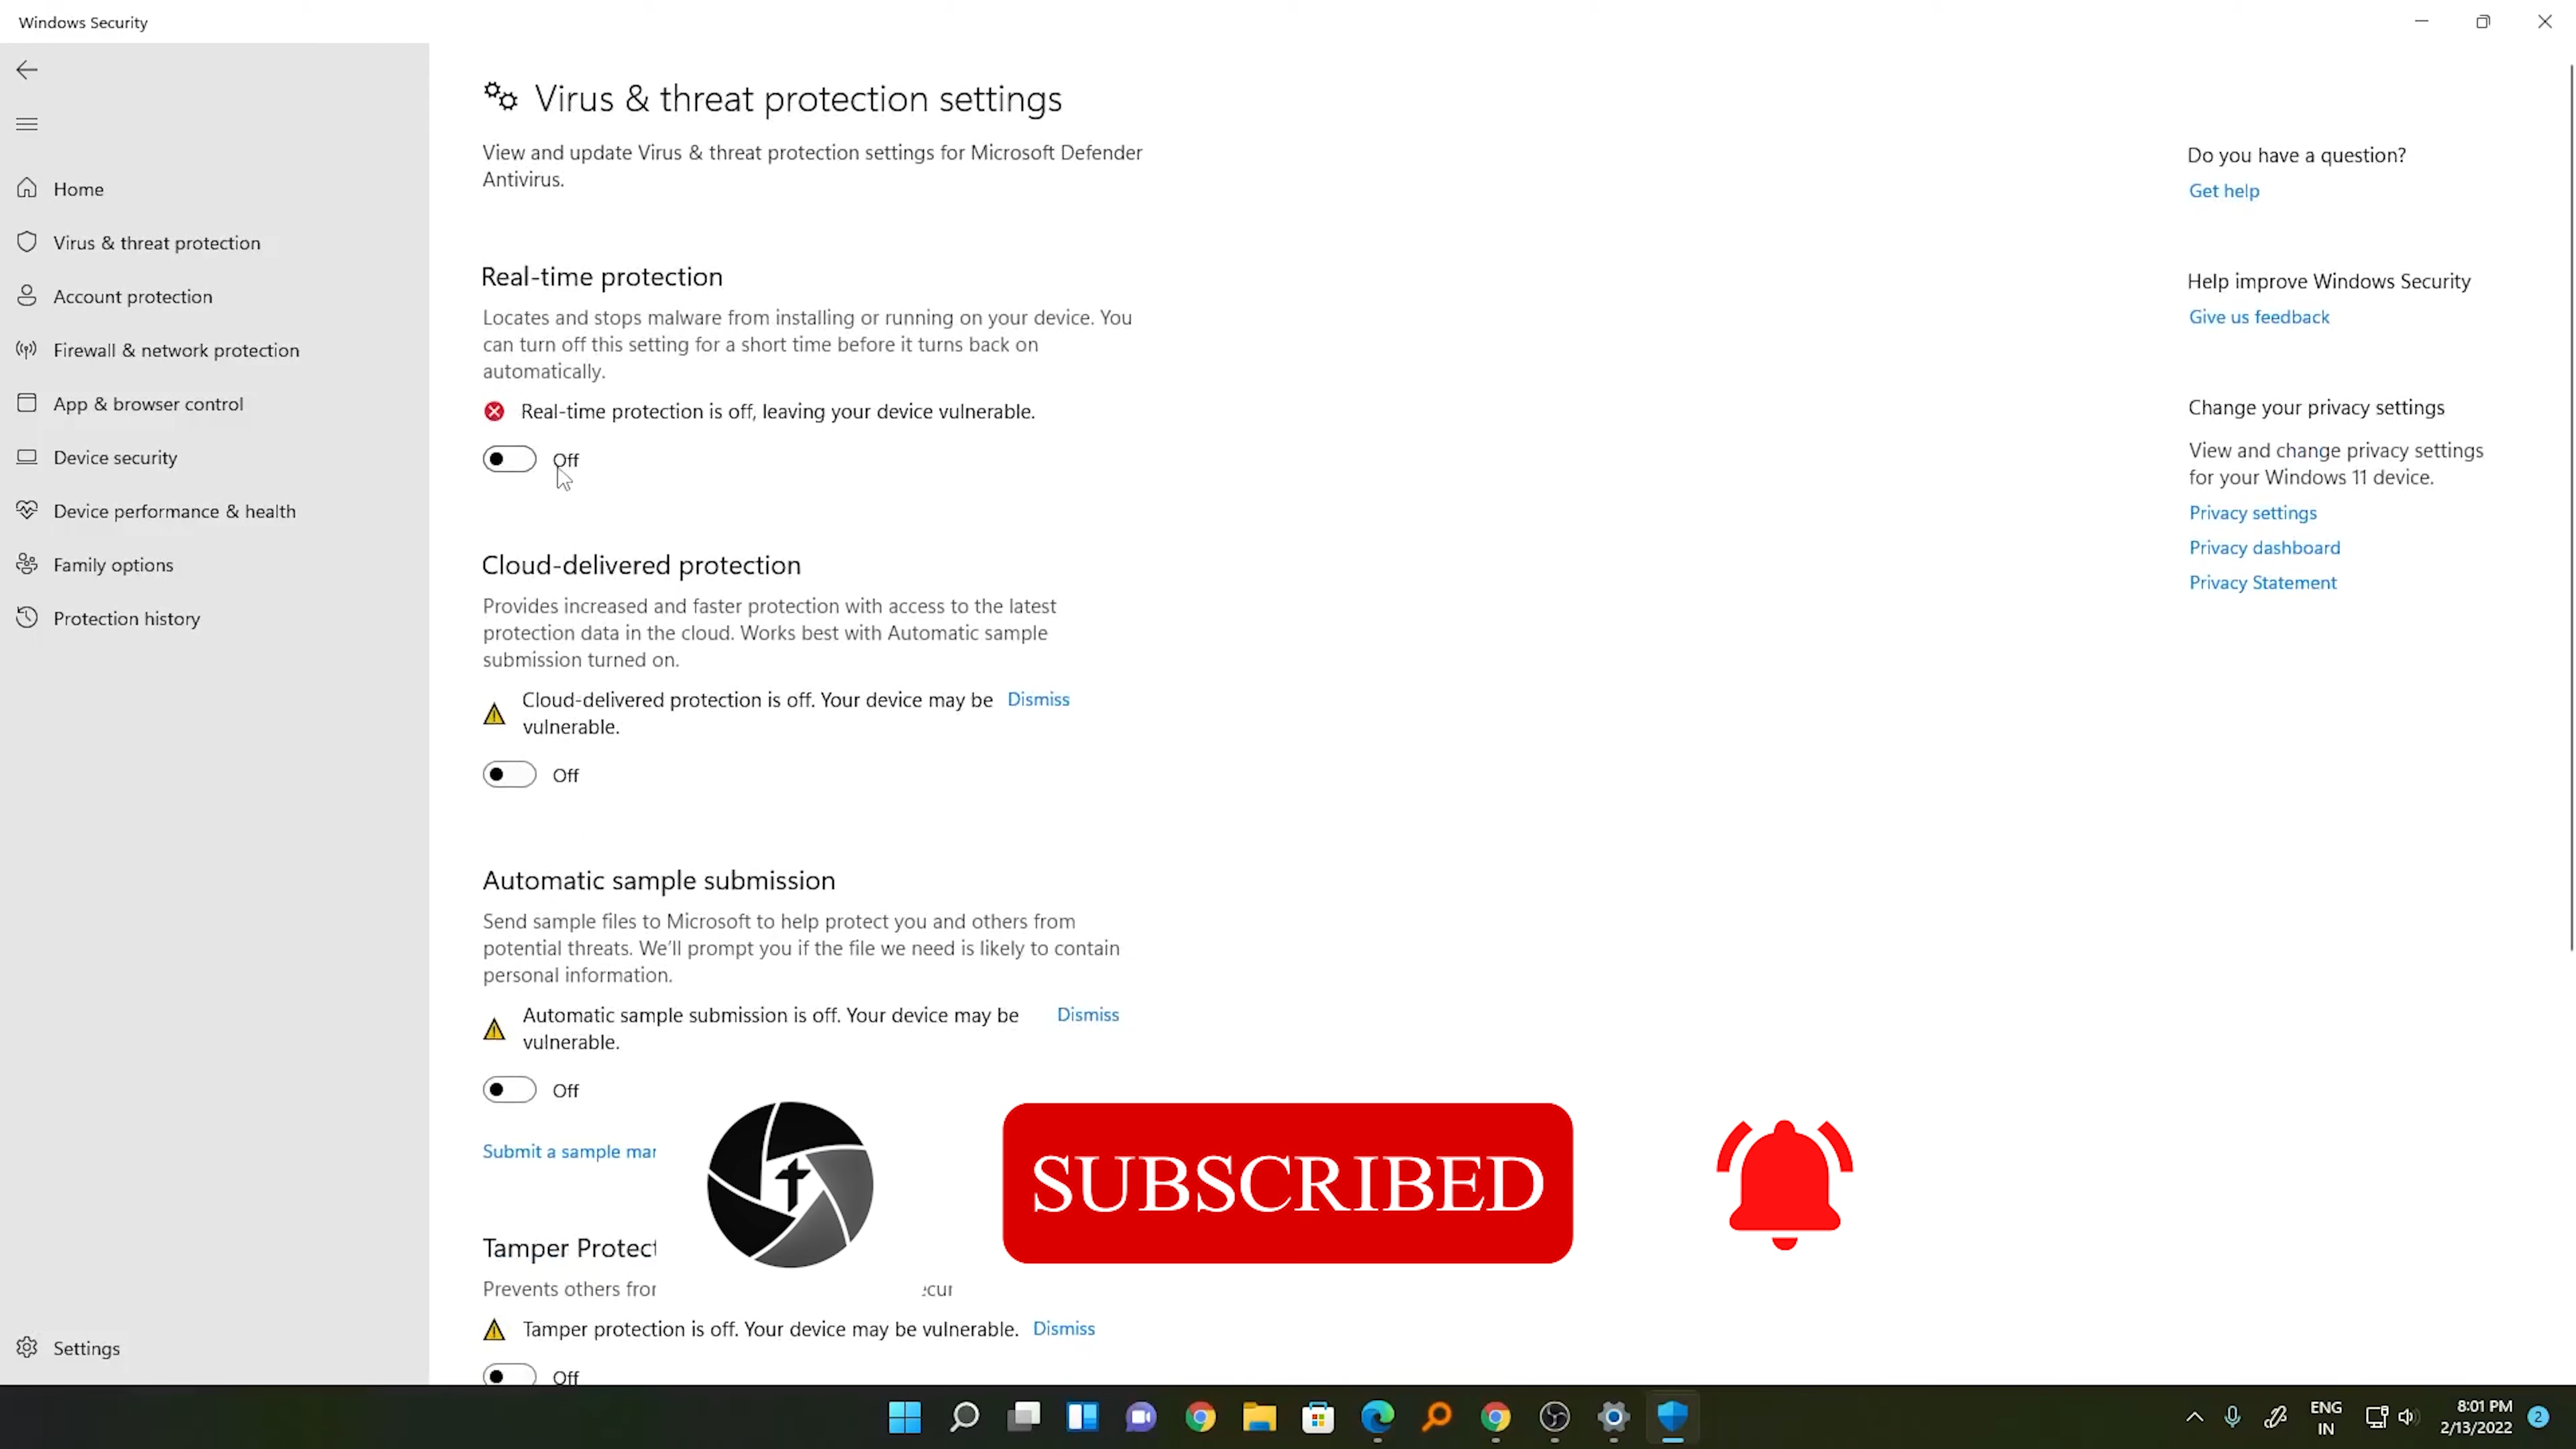 Windows Security
Home
Virus & threat protection
Account protection
Firewall & network protection
App & browser control
Device security
Device performance & health
Family options
Protection history
Settings
Virus & threat protection settings
View and update Virus & threat protection settings for Microsoft Defender
Antivirus.
Real-time protection
Locates and stops malware from installing or running on your device. You
can turn off this setting for a short time before it turns back on
automatically.
Real-time protection is off, leaving your device vulnerable.
Off
Cloud-delivered protection
Provides increased and faster protection with access to the latest
protection data in the cloud. Works best with Automatic sample
submission turned on.
Cloud-delivered protection is off. Your device may be Dismiss
vulnerable.
Off
Automatic sample submission
Send sample files to Microsoft to help protect you and others from
potential threats. We'll prompt you if the file we need is likely to contain
personal information.
Automatic sample submission is off. Your device may be Dismiss
vulnerable.
Off
Submit a sample
SUBSCRIBED
Tamper
Prevents others
Tamper protection is off. Your device may be vulnerable. Dismiss
Off
Do you have a question?
Get help
Help improve Windows Security
Give us feedback
Change your privacy settings
View and change privacy settings
for your Windows 11 device.
Privacy settings
Privacy dashboard
Privacy Statement
ENG
IN
8:01 PM
2/13/2022
2